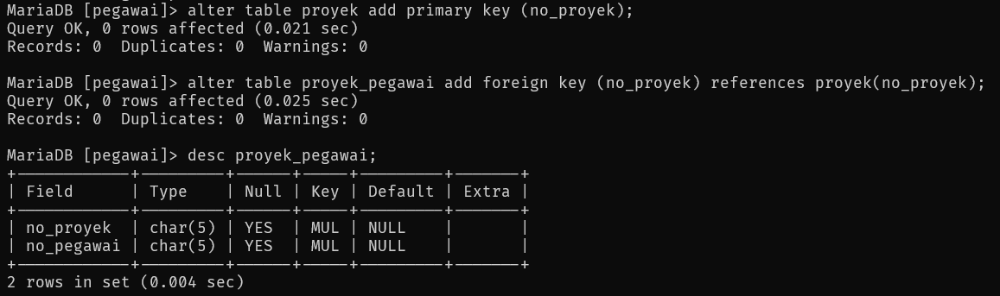 MariaDB [pegawai]> alter table proyek add primary key (no_proyek);
Query OK, 0 rows affected (0.021 sec)
Records: 0  Duplicates: 0  Warnings: 0

MariaDB [pegawai]> alter table proyek_pegawai add foreign key (no_proyek) references proyek(no_proyek);
Query OK, 0 rows affected (0.025 sec)
Records: 0  Duplicates: 0  Warnings: 0

MariaDB [pegawai]> desc proyek_pegawai;
+------------+---------+------+-----+---------+-------+
| Field      | Type    | Null | Key | Default | Extra |
+------------+---------+------+-----+---------+-------+
| no_proyek  | char(5) | YES  | MUL | NULL    |       |
| no_pegawai | char(5) | YES  | MUL | NULL    |       |
+------------+---------+------+-----+---------+-------+
2 rows in set (0.004 sec)